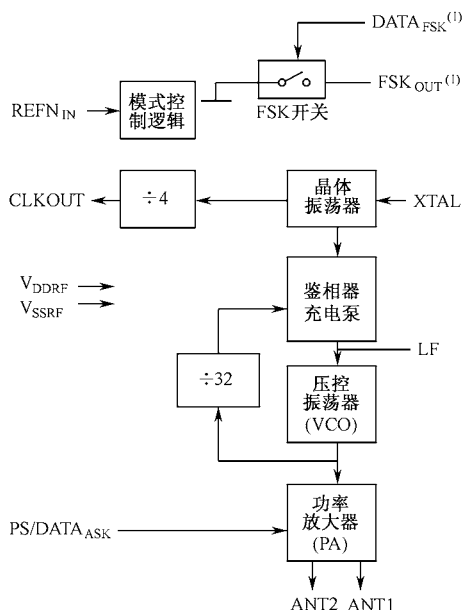 DATA_FSK^(1)
FSK_OUT^(1)
REFN_IN
模式控
制逻辑
FSK开关
CLKOUT
÷4
晶体
振荡器
XTAL
V_DDRF
V_SSRF
鉴相器
充电泵
LF
÷32
压控
振荡器
(VCO)
PS/DATA_ASK
功率
放大器
(PA)
ANT2 ANT1